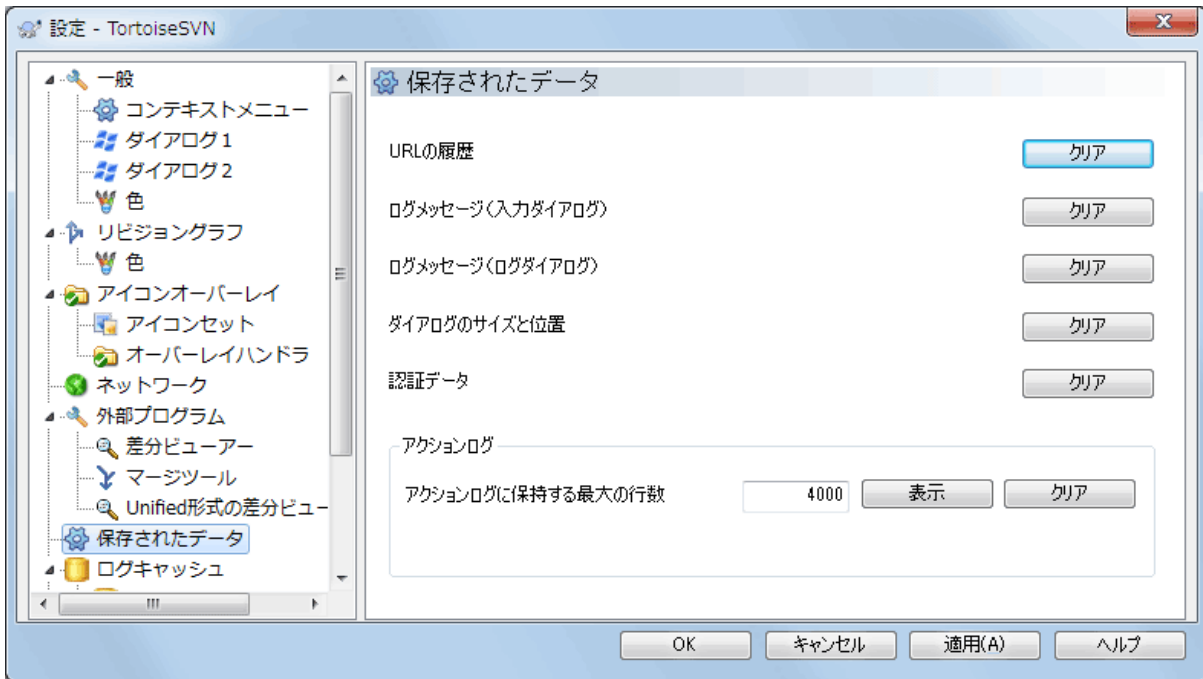 設定 - TortoiseSVN
一般
コンテキストメニュー
ダイアログ1
ダイアログ2
色
リビジョングラフ
色
アイコンオーバーレイ
アイコンセット
オーバーレイハンドラ
ネットワーク
外部プログラム
差分ビューアー
マージツール
Unified形式の差分ビュー
保存されたデータ
ログキャッシュ
保存されたデータ
URLの履歴 クリア
ログメッセージ(入力ダイアログ) クリア
ログメッセージ(ログダイアログ) クリア
ダイアログのサイズと位置 クリア
認証データ クリア
アクションログ
アクションログに保持する最大の行数 4000 表示 クリア
OK キャンセル 適用(A) ヘルプ